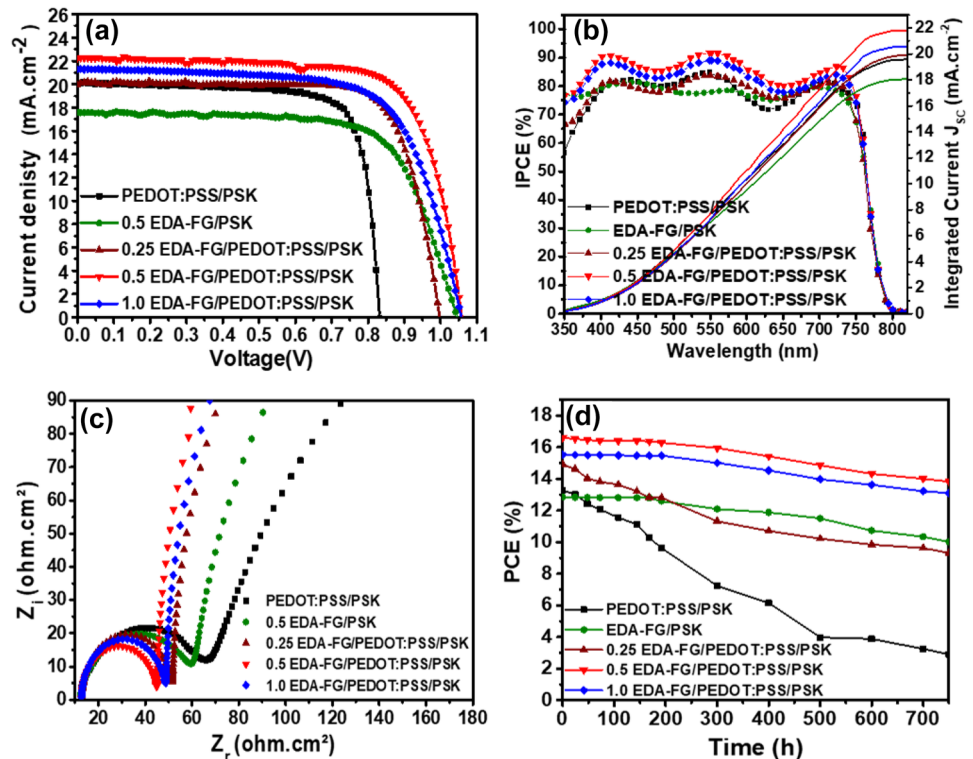 (a)
Current denisty (mA.cm-2)
26
24
22
20
18
16
14
12
10
8
6
4
2
0
PEDOT:PSS/PSK
0.5 EDA-FG/PSK
0.25 EDA-FG/PEDOT:PSS/PSK
0.5 EDA-FG/PEDOT:PSS/PSK
1.0 EDA-FG/PEDOT:PSS/PSK
0.0 0.1 0.2 0.3 0.4 0.5 0.6 0.7 0.8 0.9 1.0 1.1
Voltage(V)
(b)
IPCE (%)
100
90
80
70
60
50
40
30
20
10
0
PEDOT:PSS/PSK
EDA-FG/PSK
0.25 EDA-FG/PEDOT:PSS/PSK
0.5 EDA-FG/PEDOT:PSS/PSK
1.0 EDA-FG/PEDOT:PSS/PSK
350 400 450 500 550 600 650 700 750 800
Wavelength (nm)
22
20
18
16
14
12
10
8
6
4
2
0
Integrated Current JSC (mA.cm-2)
(c)
Zi (ohm.cm²)
90
80
70
60
50
40
30
20
10
0
PEDOT:PSS/PSK
0.5 EDA-FG/PSK
0.25 EDA-FG/PEDOT:PSS/PSK
0.5 EDA-FG/PEDOT:PSS/PSK
1.0 EDA-FG/PEDOT:PSS/PSK
20 40 60 80 100 120 140 160 180
Zr (ohm.cm²)
(d)
PCE (%)
18
16
14
12
10
8
6
4
2
0
PEDOT:PSS/PSK
EDA-FG/PSK
0.25 EDA-FG/PEDOT:PSS/PSK
0.5 EDA-FG/PEDOT:PSS/PSK
1.0 EDA-FG/PEDOT:PSS/PSK
0 100 200 300 400 500 600 700
Time (h)